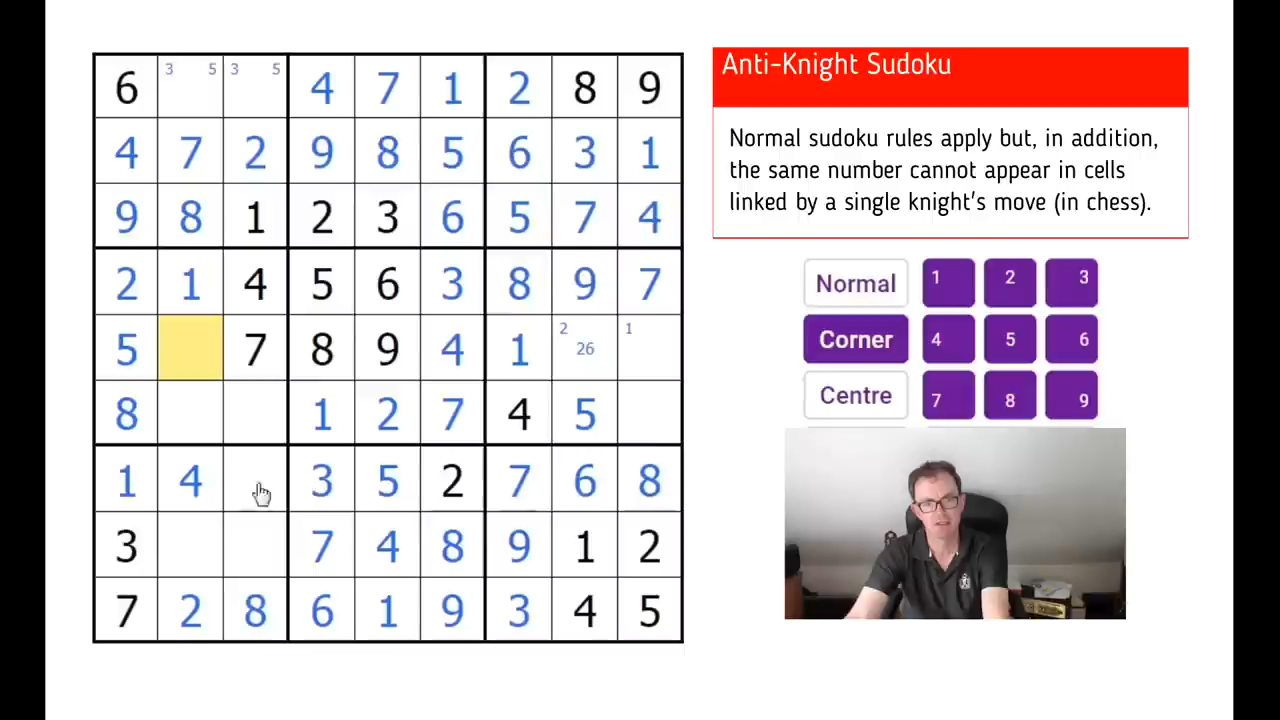 Anti-Knight Sudoku
Normal sudoku rules apply but, in addition,
the same number cannot appear in cells
linked by a single knight's move (in chess).
6 3 5 3 5 4 7 1 2 8 9
4 7 2 9 8 5 6 3 1
9 8 1 2 3 6 5 7 4
2 1 4 5 6 3 8 9 7
5 7 8 9 4 1 2 26 1
8 1 2 7 4 5
1 4 3 5 2 7 6 8
3 7 4 8 9 1 2
7 2 8 6 1 9 3 4 5
Normal 1 2 3
Corner 4 5 6
Centre 7 8 9